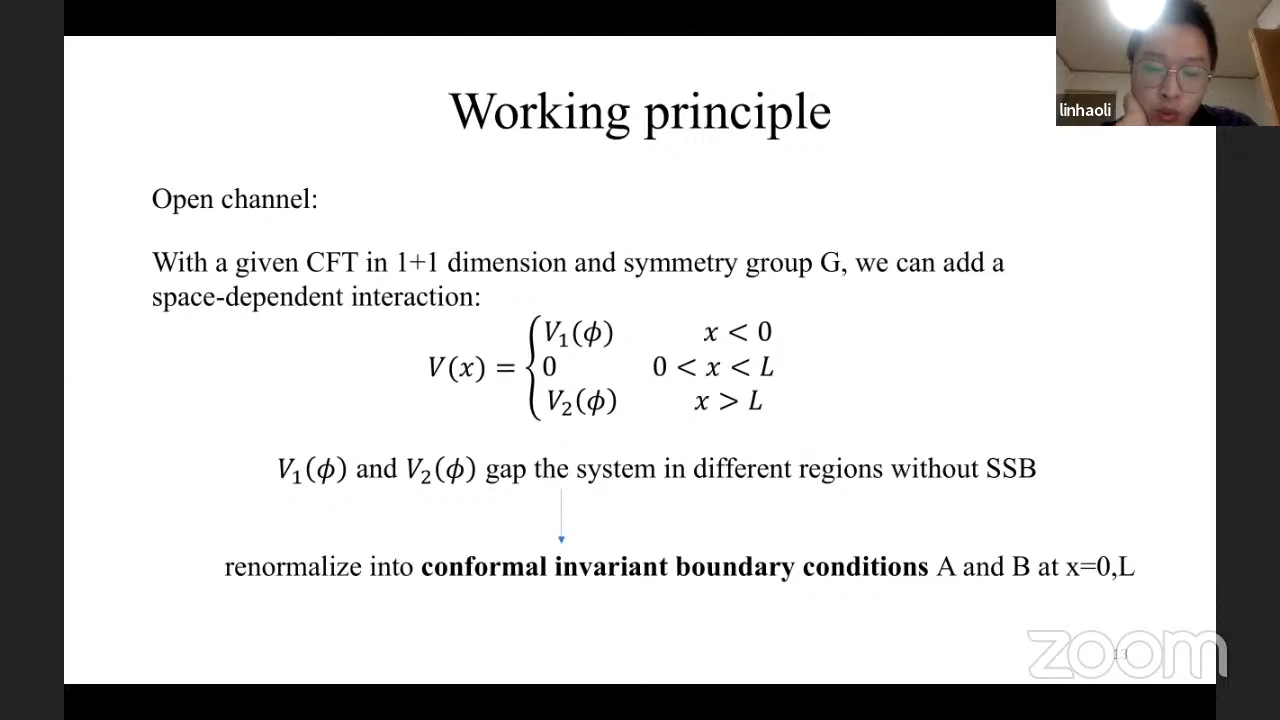 Working principle
linhaoli
Open channel:
With a given CFT in 1+1 dimension and symmetry group G, we can add a
space-dependent interaction:
V(x) = { V₁(ϕ) x < 0
0 0 < x < L
V₂(ϕ) x > L
V₁(ϕ) and V₂(ϕ) gap the system in different regions without SSB
renormalize into conformal invariant boundary conditions A and B at x=0,L
zoom
13